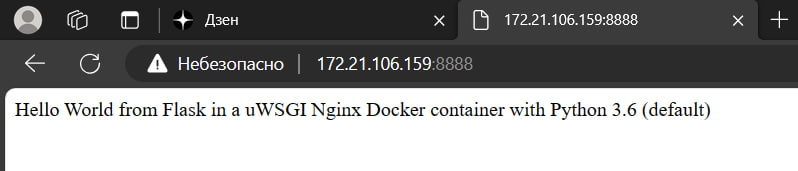 Дзен
172.21.106.159:8888
Небезопасно 172.21.106.159:8888
Hello World from Flask in a uWSGI Nginx Docker container with Python 3.6 (default)